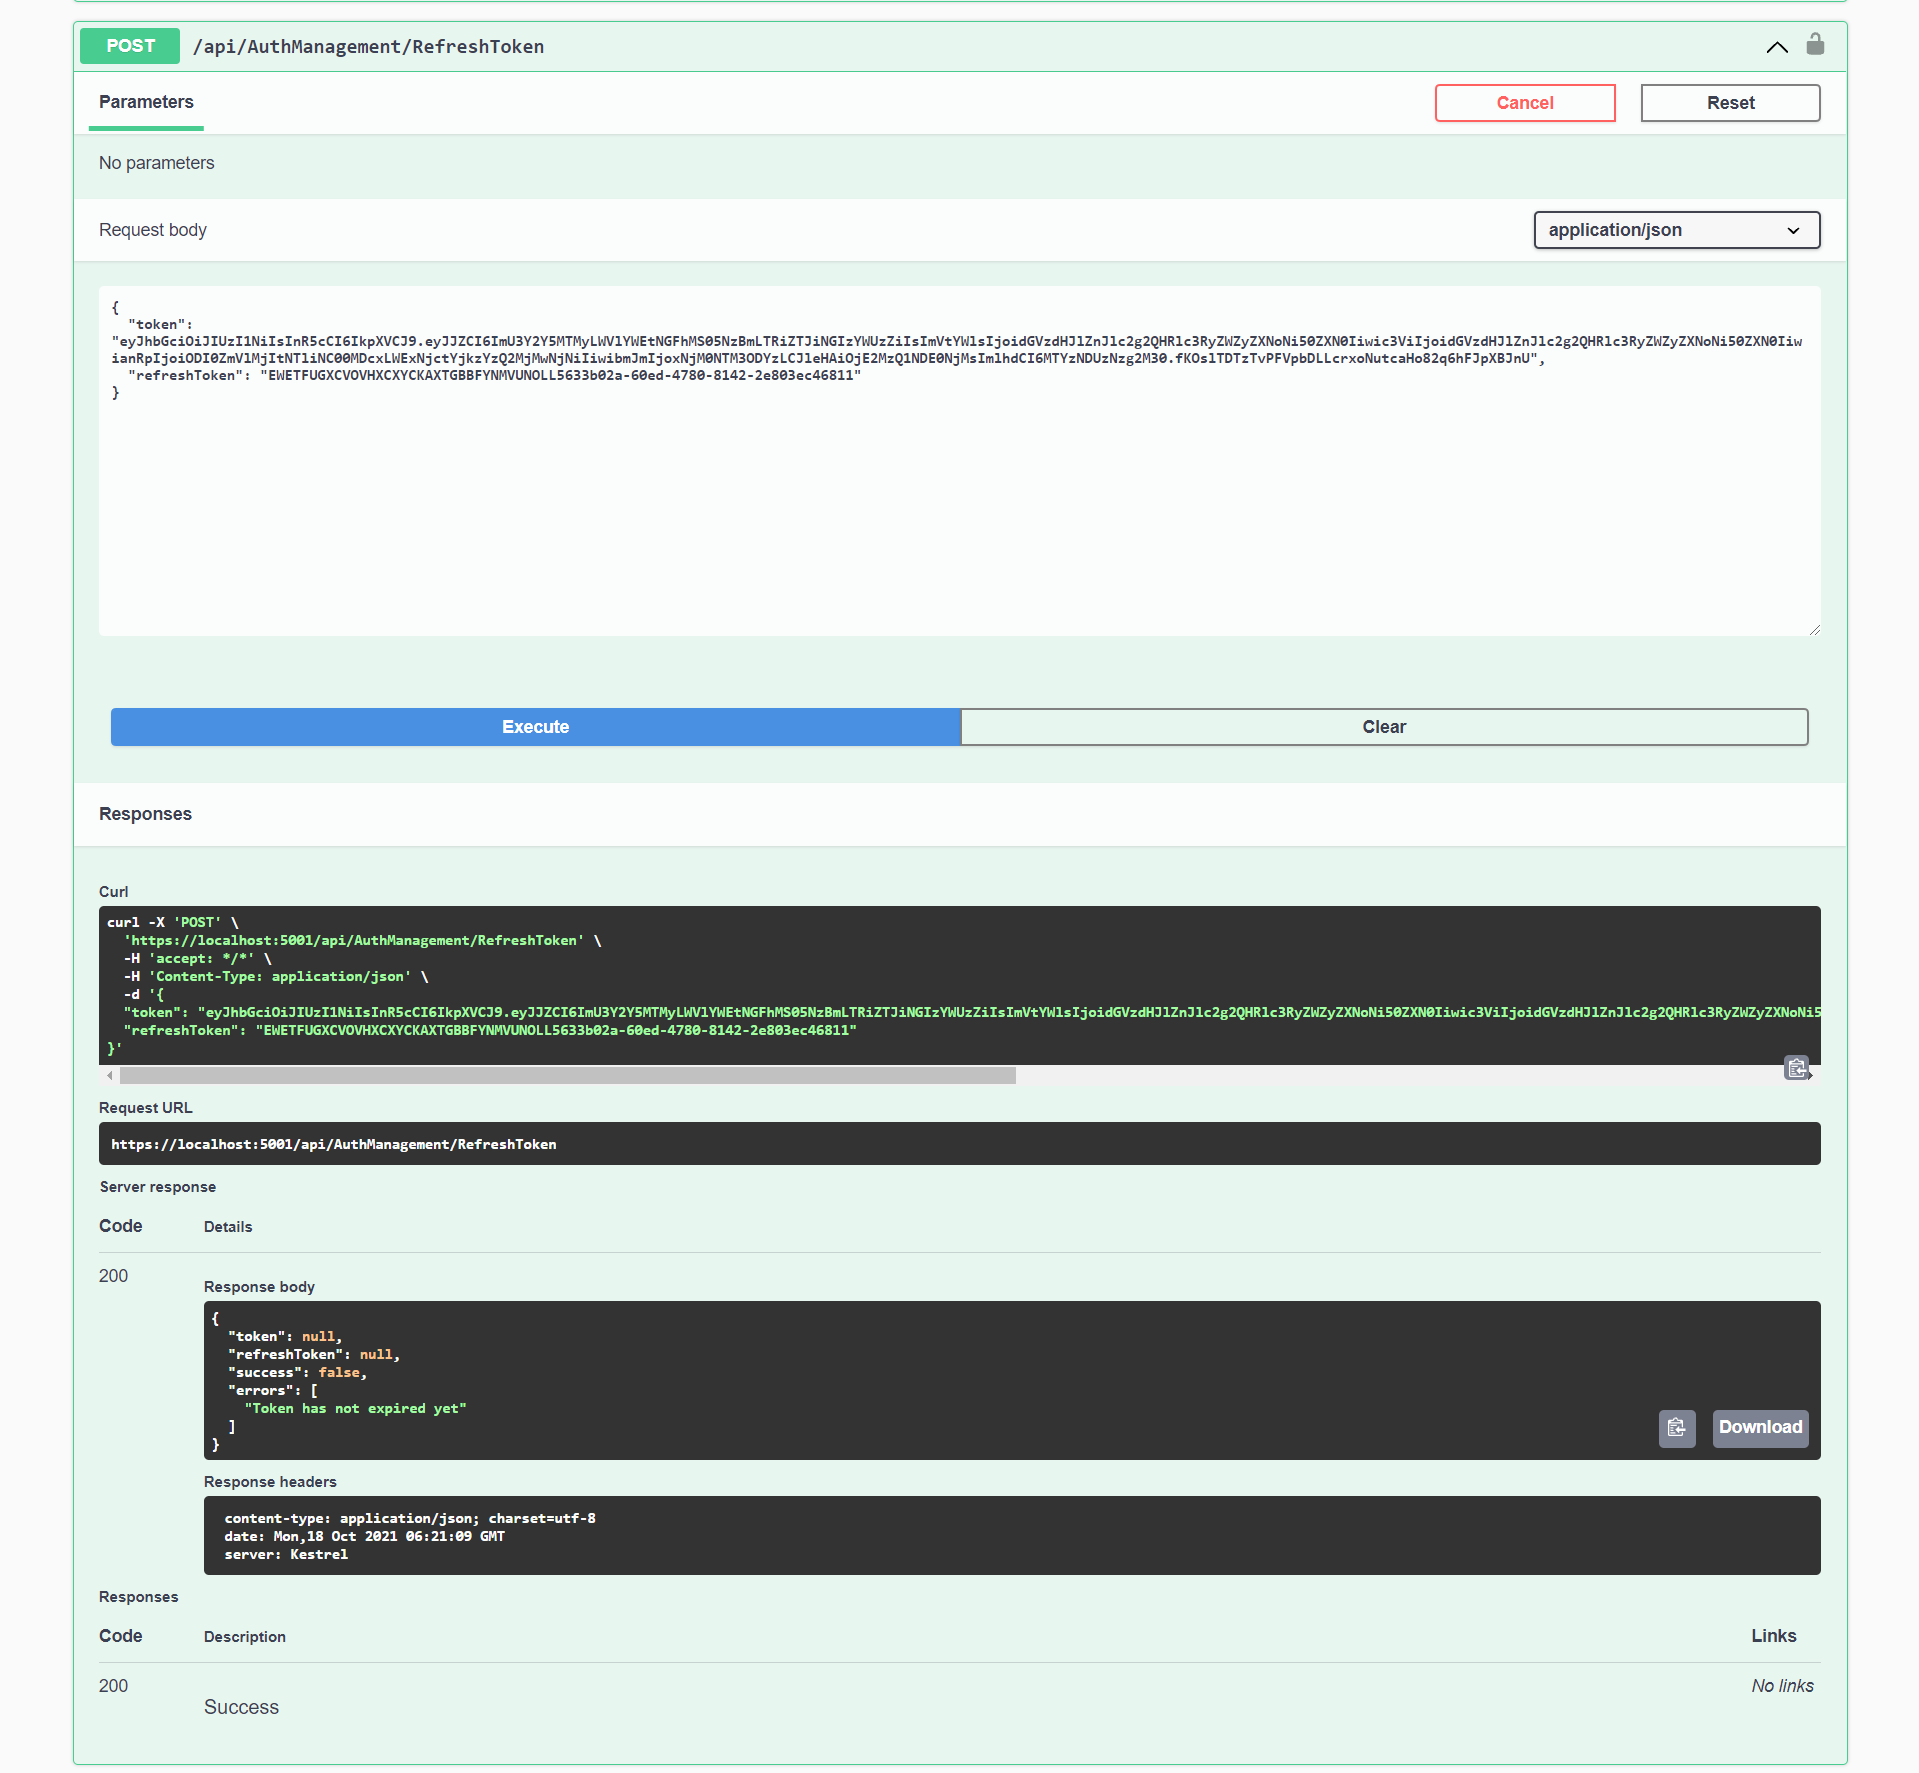 POST /api/AuthManagement/RefreshToken
Parameters
Cancel
Reset
No parameters
Request body
application/json
{
"token":
"eyJhbGciOiJIUzI1NiIsInR5cCI6IkpXVCJ9.eyJJZCI6ImU3Y2Y5MTMyLWVlYWEtNGFhMS05NzBmLTRiZTJiNGIzYWUzZiIsImVtYWlsIjoidGVzdHJlZnJlc2g2QHRlc3RyZWZyZXNoNi50ZXN0Iiwic3ViIjoidGVzdHJlZnJlc2g2QHRlc3RyZWZyZXNoNi50ZXN0Iiw
ianRpIjoiODI0ZmVlMjItNTliNC00MDcxLWExNjctYjkzYzQ2MjMwNjNiIiwibmJmIjoxNjM0NTM3ODYzLCJleHAiOjE2MzQ1NDE0NjMsImlhdCI6MTYzNDUzNzg2M30.fKOslTDTzTvPFVpbDLLcrxoNutcaHo82q6hFJpXBJnU",
"refreshToken": "EWETFUGXCVOVHXCXYCKAXTGBBFYNMVUNOLL5633b02a-60ed-4780-8142-2e803ec46811"
}
Execute
Clear
Responses
Curl
curl -X 'POST' \
'https://localhost:5001/api/AuthManagement/RefreshToken' \
-H 'accept: */*' \
-H 'Content-Type: application/json' \
-d '{
"token": "eyJhbGciOiJIUzI1NiIsInR5cCI6IkpXVCJ9.eyJJZCI6ImU3Y2Y5MTMyLWVlYWEtNGFhMS05NzBmLTRiZTJiNGIzYWUzZiIsImVtYWlsIjoidGVzdHJlZnJlc2g2QHRlc3RyZWZyZXNoNi50ZXN0Iiwic3ViIjoidGVzdHJlZnJlc2g2QHRlc3RyZWZyZXNoNi5
"refreshToken": "EWETFUGXCVOVHXCXYCKAXTGBBFYNMVUNOLL5633b02a-60ed-4780-8142-2e803ec46811"
}'
Request URL
https://localhost:5001/api/AuthManagement/RefreshToken
Server response
Code Details
200
Response body
{
"token": null,
"refreshToken": null,
"success": false,
"errors": [
"Token has not expired yet"
]
}
Download
Response headers
content-type: application/json; charset=utf-8
date: Mon,18 Oct 2021 06:21:09 GMT
server: Kestrel
Responses
Code Description Links
200
Success
No links